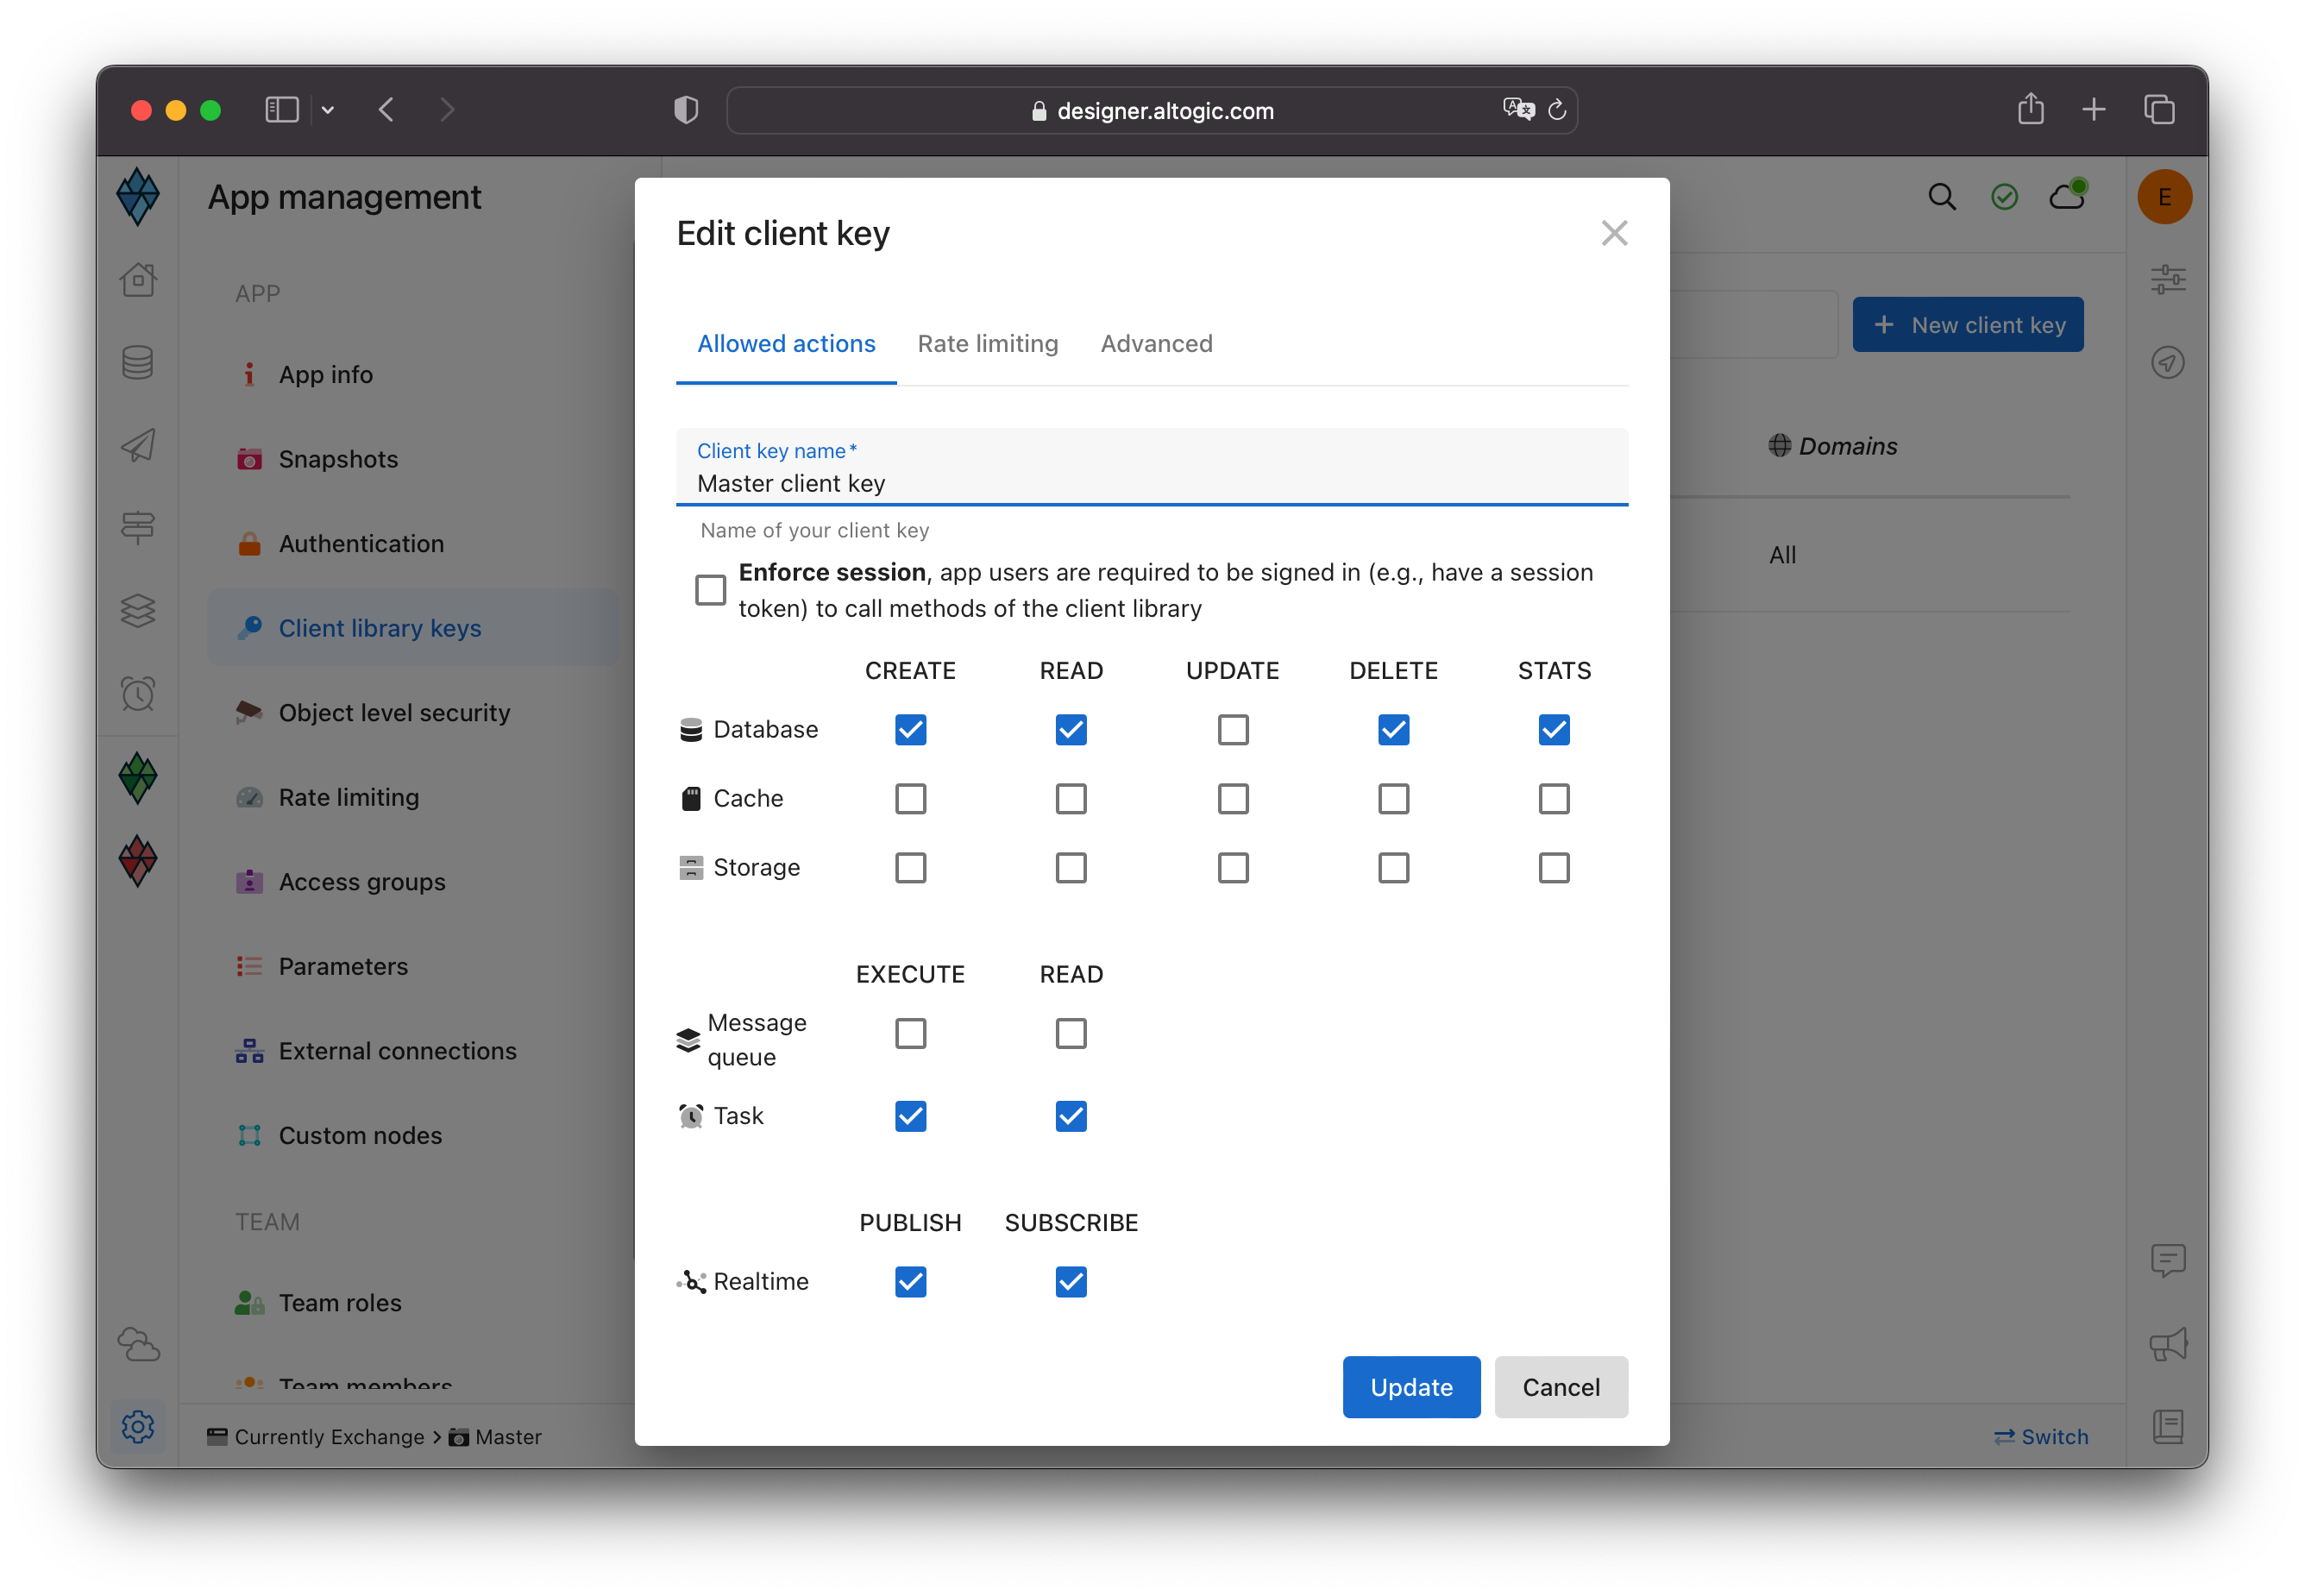 designer.altogic.com
App management
E
APP
App info
Snapshots
Authentication
Client library keys
Object level security
Rate limiting
Access groups
Parameters
External connections
Custom nodes
TEAM
Team roles
Team members
Currently Exchange > Master
New client key
Domains
All
Switch
Edit client key
Allowed actions Rate limiting Advanced
Client key name*
Master client key
Name of your client key
Enforce session, app users are required to be signed in (e.g., have a session
token) to call methods of the client library
CREATE READ UPDATE DELETE STATS
Database
Cache
Storage
EXECUTE READ
Message
queue
Task
PUBLISH SUBSCRIBE
Realtime
Update Cancel